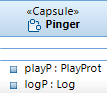 «Capsule»
Pinger
playP : PlayProt
logP : Log